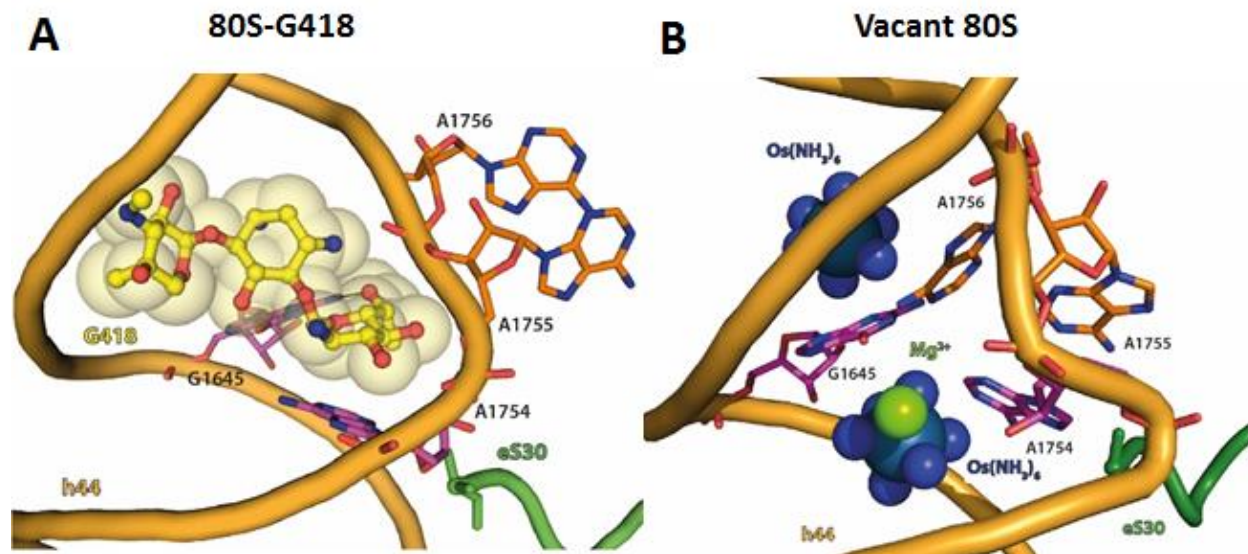 A
80S-G418
A1756
G418
G1645
A1755
A1754
eS30
h44
B
Vacant 80S
Os(NH₃)₆
A1756
Mg²⁺
G1645
A1755
A1754
Os(NH₃)₆
eS30
h44